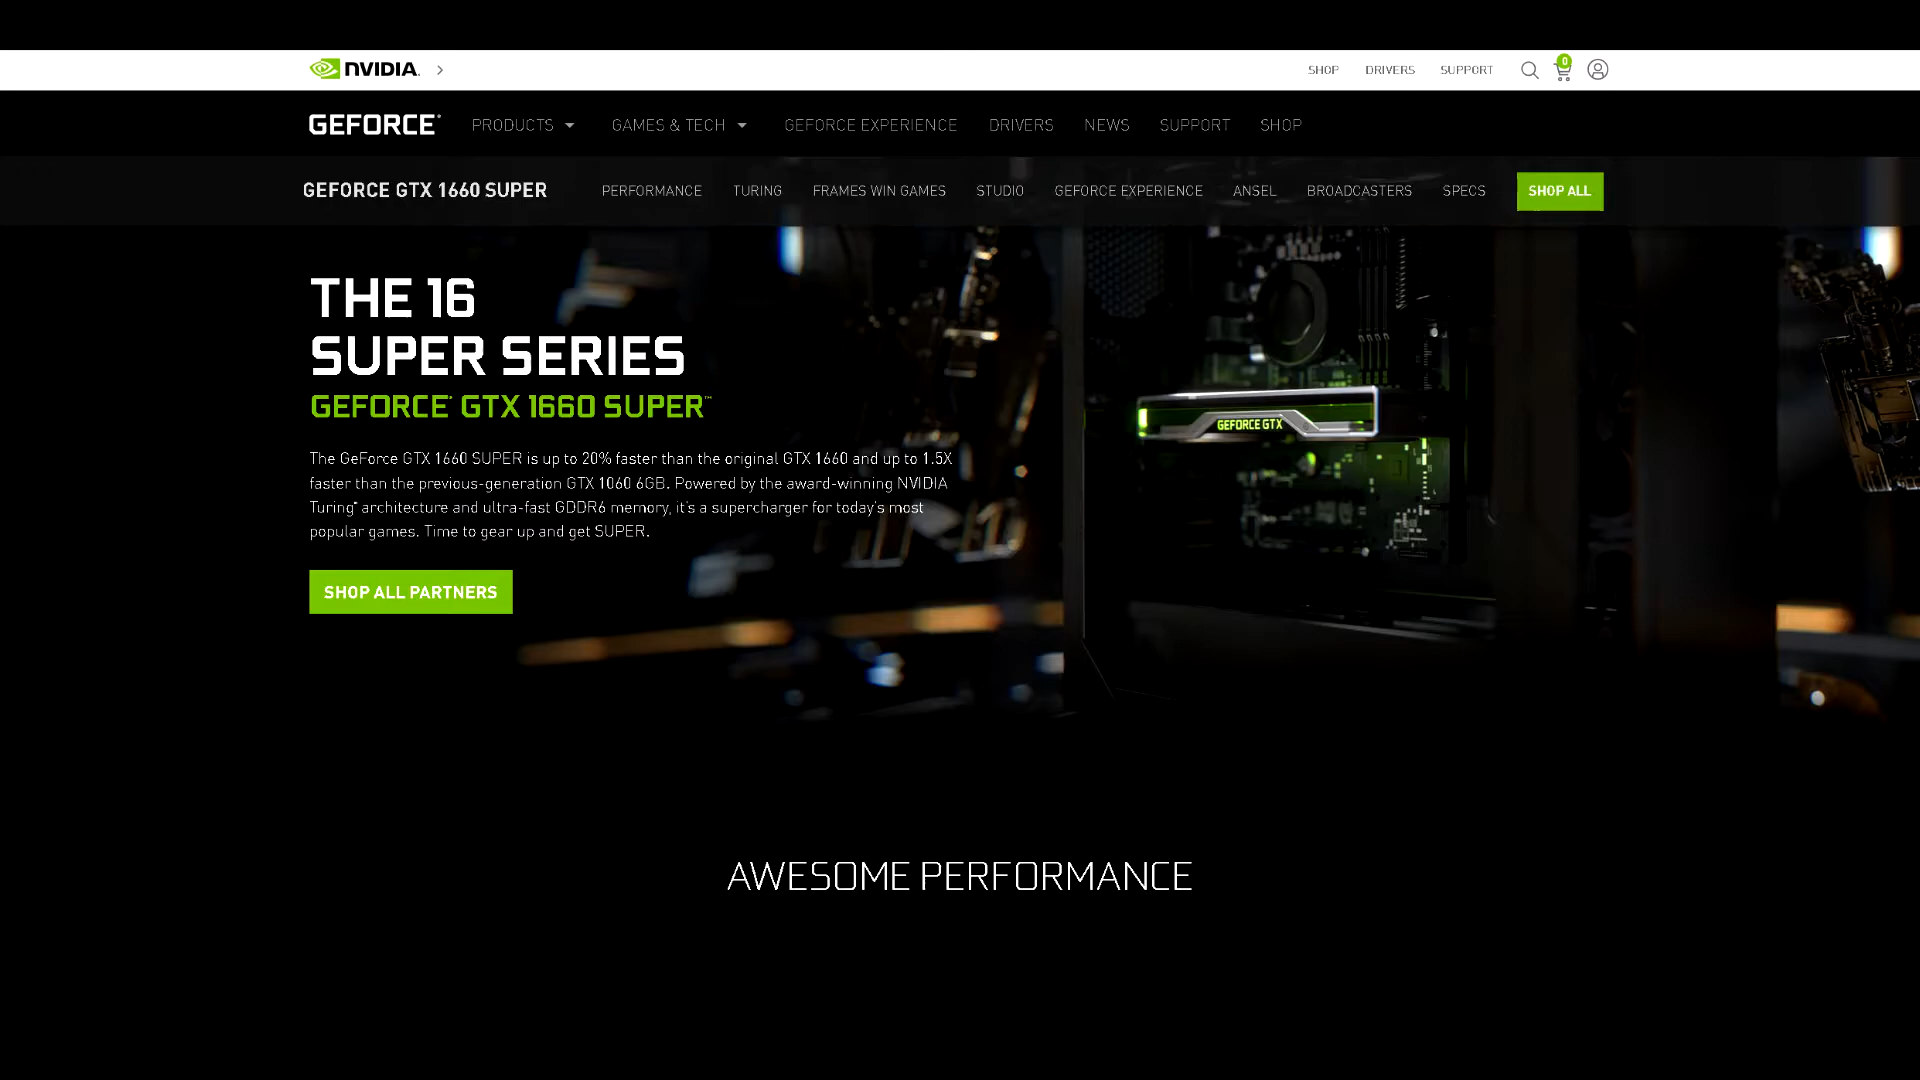 NVIDIA.
SHOP DRIVERS SUPPORT 0
GEFORCE® PRODUCTS GAMES & TECH GEFORCE EXPERIENCE DRIVERS NEWS SUPPORT SHOP
GEFORCE GTX 1660 SUPER PERFORMANCE TURING FRAMES WIN GAMES STUDIO GEFORCE EXPERIENCE ANSEL BROADCASTERS SPECS SHOP ALL
THE 16
SUPER SERIES
GEFORCE® GTX 1660 SUPER™
The GeForce GTX 1660 SUPER is up to 20% faster than the original GTX 1660 and up to 1.5X
faster than the previous-generation GTX 1060 6GB. Powered by the award-winning NVIDIA
Turing™ architecture and ultra-fast GDDR6 memory, it's a supercharger for today's most
popular games. Time to gear up and get SUPER.
SHOP ALL PARTNERS
GEFORCE GTX
AWESOME PERFORMANCE